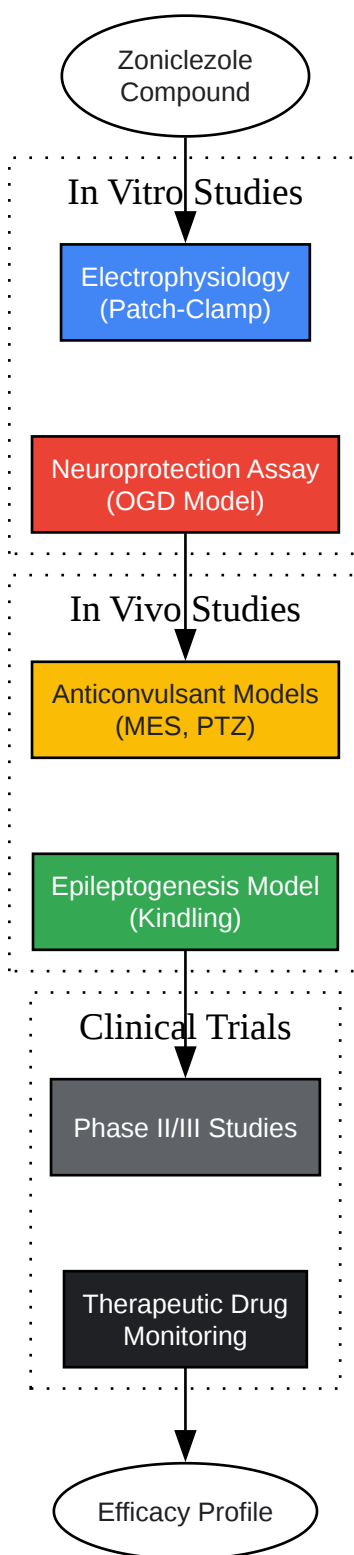 Zoniclezole
Compound
In Vitro Studies
Electrophysiology
(Patch-Clamp)
Neuroprotection Assay
(OGD Model)
In Vivo Studies
Anticonvulsant Models
(MES, PTZ)
Epileptogenesis Model
(Kindling)
Clinical Trials
Phase II/III Studies
Therapeutic Drug
Monitoring
Efficacy Profile